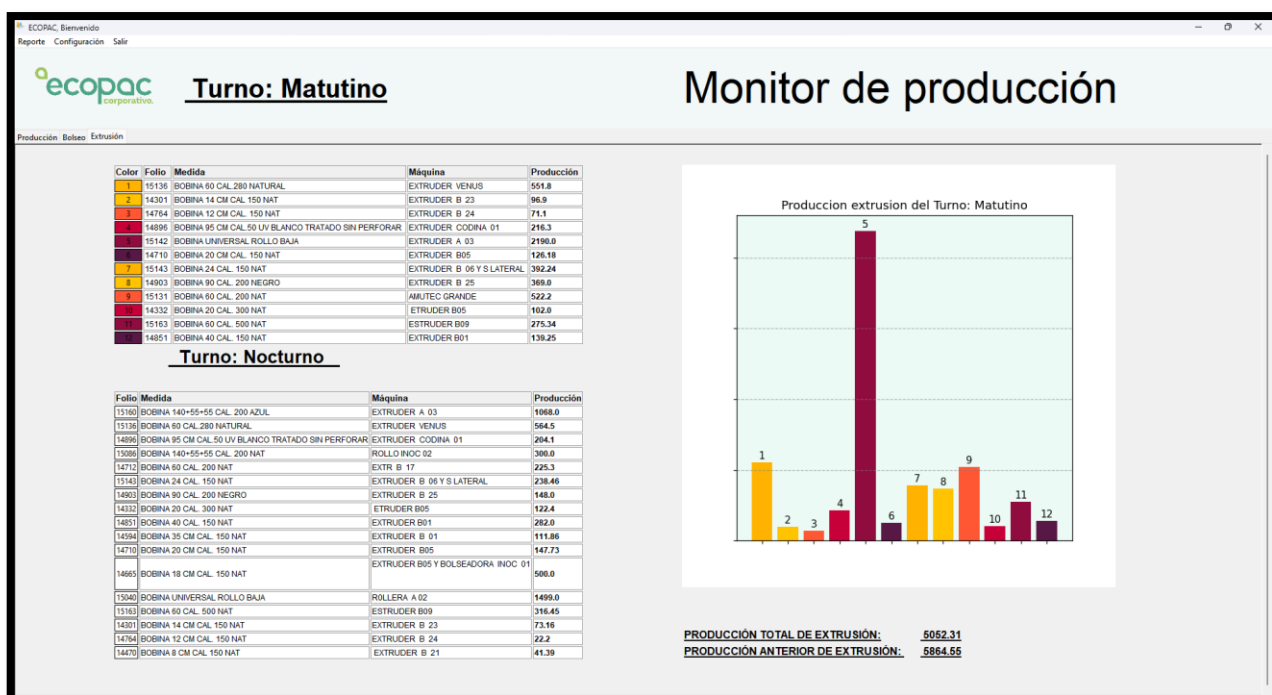 ECOPAC, Bienvenido
Reporte Configuración Salir
ecopac corporativo.
Turno: Matutino
Monitor de producción
Producción Bolseo Extrusión
Color Folio Medida Máquina Producción
1 15136 BOBINA 60 CAL.280 NATURAL EXTRUDER VENUS 551.8
2 14301 BOBINA 14 CM CAL 150 NAT EXTRUDER B 23 96.9
3 14764 BOBINA 12 CM CAL. 150 NAT EXTRUDER B 24 71.1
4 14896 BOBINA 95 CM CAL.50 UV BLANCO TRATADO SIN PERFORAR EXTRUDER CODINA 01 216.3
5 15142 BOBINA UNIVERSAL ROLLO BAJA EXTRUDER A 03 2190.0
6 14710 BOBINA 20 CM CAL. 150 NAT EXTRUDER B05 126.18
7 15143 BOBINA 24 CAL. 150 NAT EXTRUDER B 06 Y S LATERAL 392.24
8 14903 BOBINA 90 CAL. 200 NEGRO EXTRUDER B 25 369.0
9 15131 BOBINA 60 CAL. 200 NAT AMUTEC GRANDE 522.2
10 14332 BOBINA 20 CAL. 300 NAT ETRUDER B05 102.0
11 15163 BOBINA 60 CAL. 500 NAT ESTRUDER B09 275.34
12 14851 BOBINA 40 CAL. 150 NAT EXTRUDER B01 139.25
Turno: Nocturno
Folio Medida Máquina Producción
15160 BOBINA 140+55+55 CAL. 200 AZUL EXTRUDER A 03 1068.0
15136 BOBINA 60 CAL.280 NATURAL EXTRUDER VENUS 564.5
14896 BOBINA 95 CM CAL.50 UV BLANCO TRATADO SIN PERFORAR EXTRUDER CODINA 01 204.1
15086 BOBINA 140+55+55 CAL. 200 NAT ROLLO INOC 02 300.0
14712 BOBINA 60 CAL. 200 NAT EXTR B 17 225.3
15143 BOBINA 24 CAL. 150 NAT EXTRUDER B 06 Y S LATERAL 238.46
14903 BOBINA 90 CAL. 200 NEGRO EXTRUDER B 25 148.0
14332 BOBINA 20 CAL. 300 NAT ETRUDER B05 122.4
14851 BOBINA 40 CAL. 150 NAT EXTRUDER B01 282.0
14594 BOBINA 35 CM CAL. 150 NAT EXTRUDER B 01 111.86
14710 BOBINA 20 CM CAL. 150 NAT EXTRUDER B05 147.73
14665 BOBINA 18 CM CAL. 150 NAT EXTRUDER B05 Y BOLSEADORA INOC 01 500.0
15040 BOBINA UNIVERSAL ROLLO BAJA R0LLERA A 02 1499.0
15163 BOBINA 60 CAL. 500 NAT ESTRUDER B09 316.45
14301 BOBINA 14 CM CAL 150 NAT EXTRUDER B 23 73.16
14764 BOBINA 12 CM CAL. 150 NAT EXTRUDER B 24 22.2
14470 BOBINA 8 CM CAL 150 NAT EXTRUDER B 21 41.39
Produccion extrusion del Turno: Matutino
1 2 3 4 5 6 7 8 9 10 11 12
PRODUCCIÓN TOTAL DE EXTRUSIÓN: 5052.31
PRODUCCIÓN ANTERIOR DE EXTRUSIÓN: 5864.55